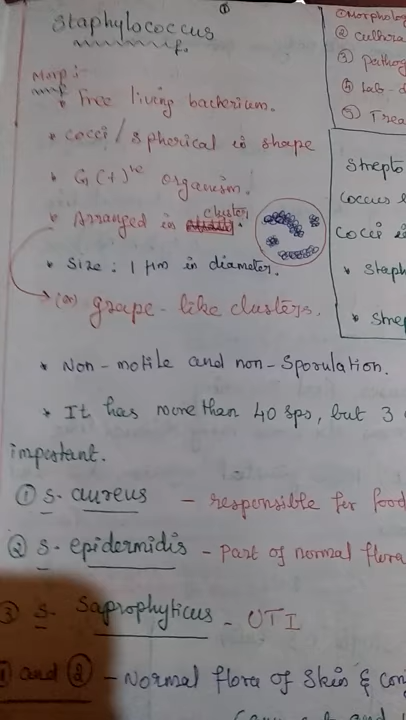 ①
Staphylococcus
Morp :-
• Free living bacterium.
• cocci / spherical in shape
• G (+)ve organism.
• Arranged in cluster.
• Size : 1 μm in diameter.
→ (or) grape-like clusters.
• Non-motile and non-sporulation.
• It has more than 40 sps, but 3
important.
① S. aureus - responsible for food
② S. epidermidis - part of normal flora
③ S. Saprophyticus - UTI
① and ② - Normal flora of skin &
① Morpholog
② cultura
③ pathog
④ Lab - d
⑤ Trea
Strepto
coccus
cocci i
• staph
• strep